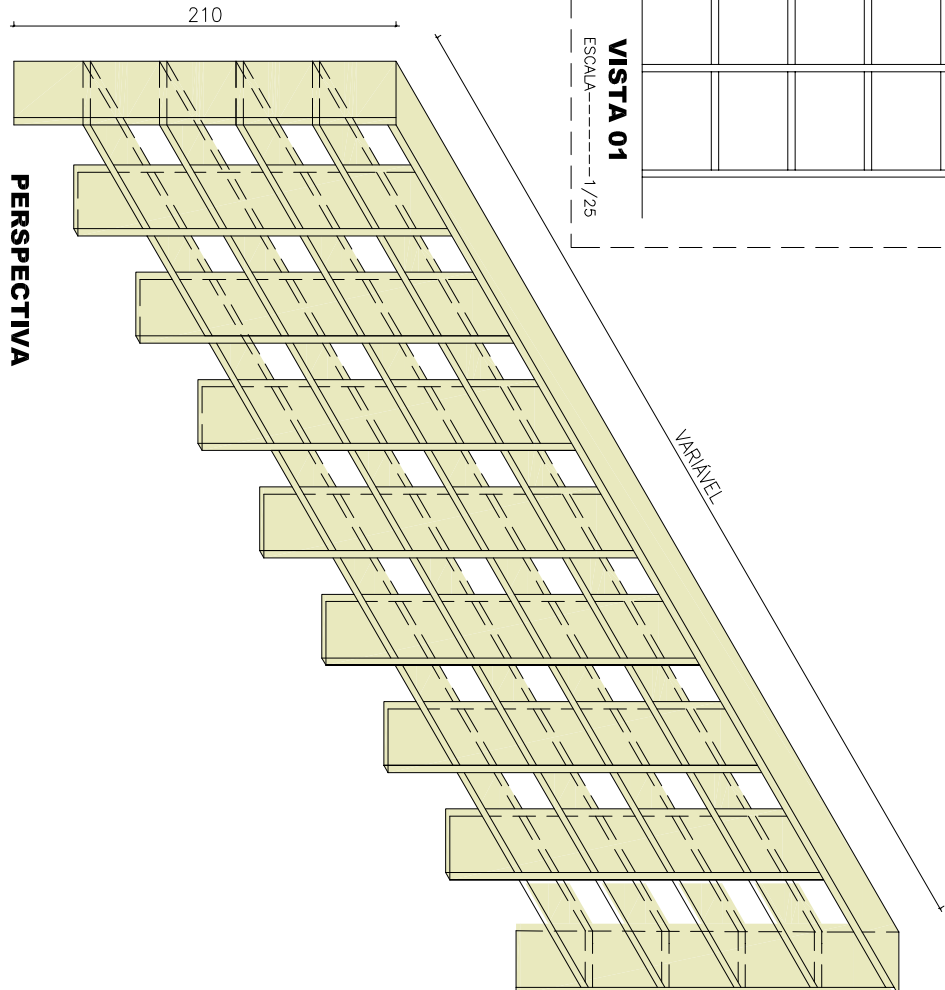 210
VISTA 01
ESCALA------1/25
PERSPECTIVA
VARIÁVEL